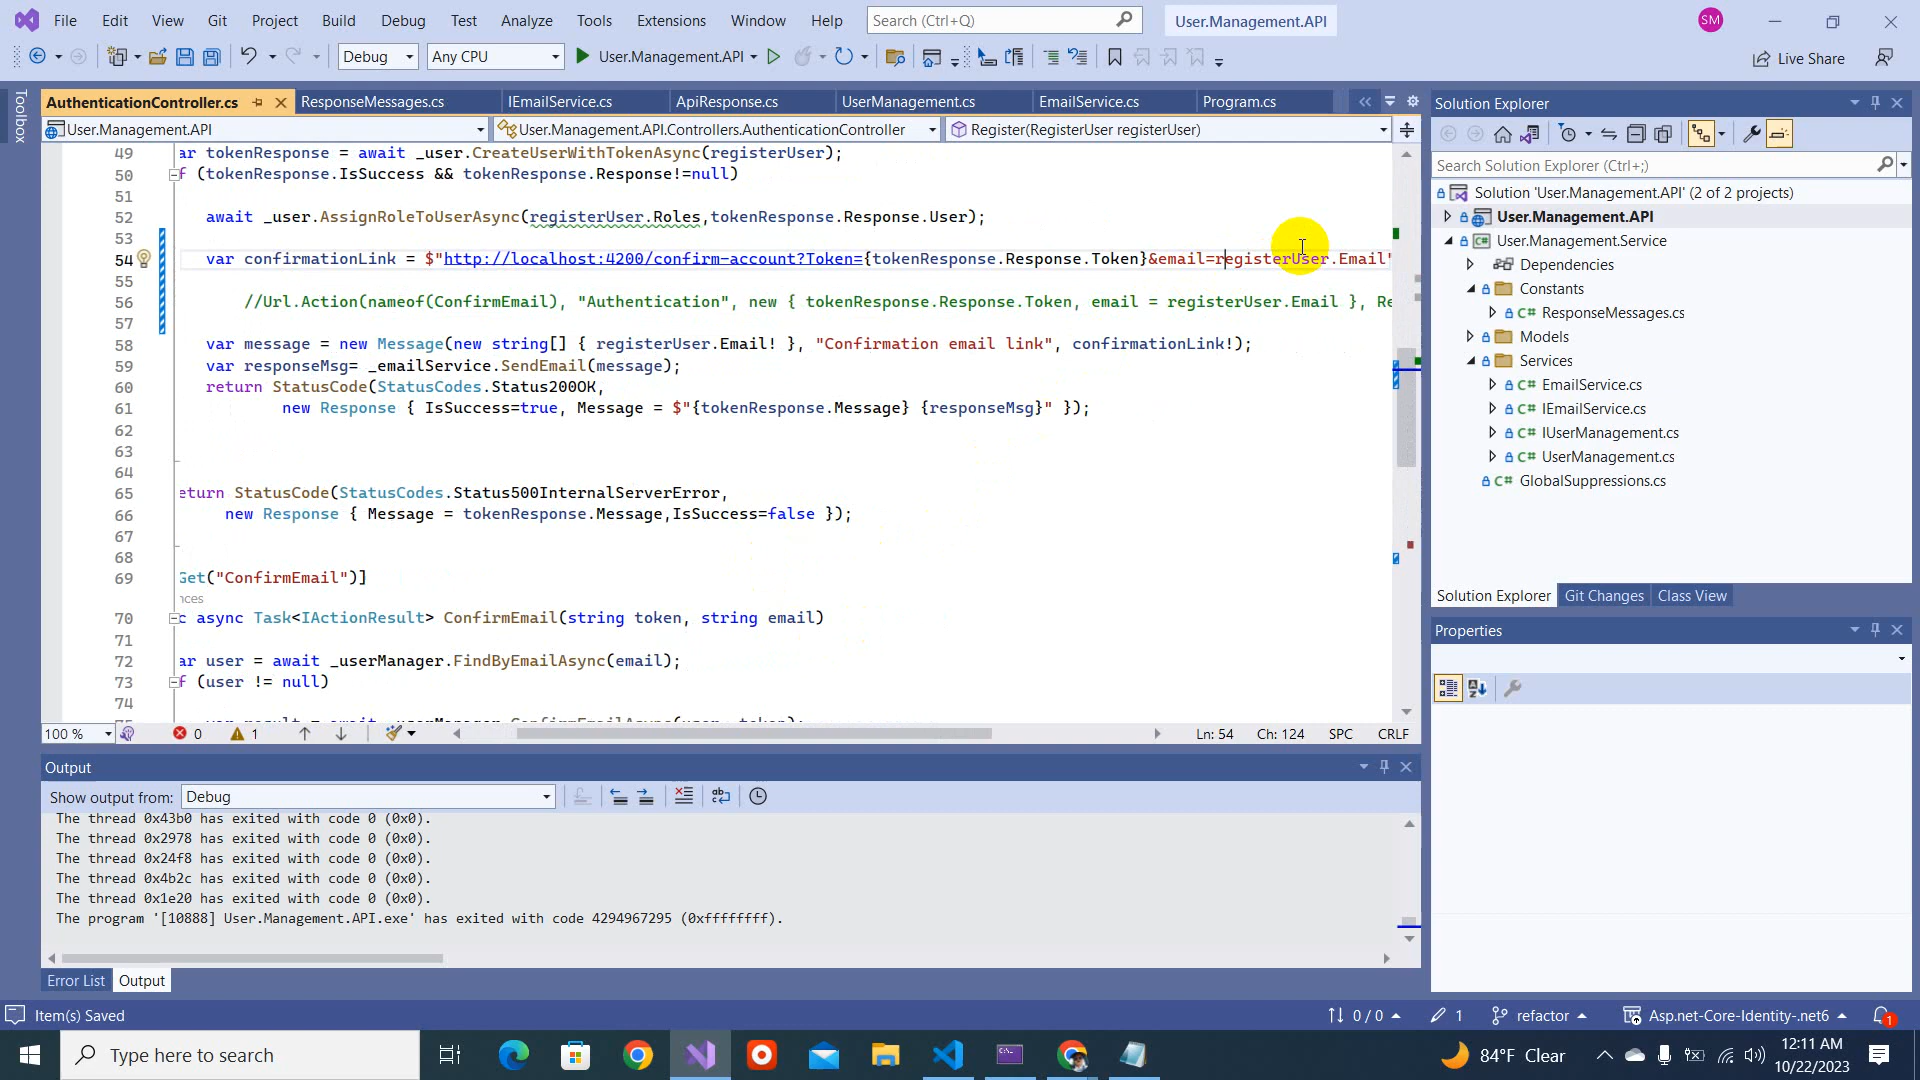 File Edit View Git Project Build Debug Test Analyze Tools Extensions Window Help Search (Ctrl+Q) User.Management.API SM
Debug Any CPU User.Management.API Live Share
Toolbox
AuthenticationController.cs ResponseMessages.cs IEmailService.cs ApiResponse.cs UserManagement.cs EmailService.cs Program.cs
User.Management.API User.Management.API.Controllers.AuthenticationController Register(RegisterUser registerUser)
49 ar tokenResponse = await _user.CreateUserWithTokenAsync(registerUser);
50 f (tokenResponse.IsSuccess && tokenResponse.Response!=null)
51
52 await _user.AssignRoleToUserAsync(registerUser.Roles,tokenResponse.Response.User);
53
54 var confirmationLink = $"http://localhost:4200/confirm-account?Token={tokenResponse.Response.Token}&email=registerUser.Email"
55
56 //Url.Action(nameof(ConfirmEmail), "Authentication", new { tokenResponse.Response.Token, email = registerUser.Email }, Re
57
58 var message = new Message(new string[] { registerUser.Email! }, "Confirmation email link", confirmationLink!);
59 var responseMsg= _emailService.SendEmail(message);
60 return StatusCode(StatusCodes.Status200OK,
61 new Response { IsSuccess=true, Message = $"{tokenResponse.Message} {responseMsg}" });
62
63
64
65 eturn StatusCode(StatusCodes.Status500InternalServerError,
66 new Response { Message = tokenResponse.Message,IsSuccess=false });
67
68
69 Get("ConfirmEmail")]
nces
70 c async Task<IActionResult> ConfirmEmail(string token, string email)
71
72 ar user = await _userManager.FindByEmailAsync(email);
73 f (user != null)
74
var result = await _userManager.ConfirmEmailAsync(user, token);
100 % 0 1 Ln: 54 Ch: 124 SPC CRLF
Output
Show output from: Debug
The thread 0x43b0 has exited with code 0 (0x0).
The thread 0x2978 has exited with code 0 (0x0).
The thread 0x24f8 has exited with code 0 (0x0).
The thread 0x4b2c has exited with code 0 (0x0).
The thread 0x1e20 has exited with code 0 (0x0).
The program '[10888] User.Management.API.exe' has exited with code 4294967295 (0xffffffff).
Error List Output
Solution Explorer
Search Solution Explorer (Ctrl+;)
Solution 'User.Management.API' (2 of 2 projects)
User.Management.API
User.Management.Service
Dependencies
Constants
C# ResponseMessages.cs
Models
Services
C# EmailService.cs
C# IEmailService.cs
C# IUserManagement.cs
C# UserManagement.cs
C# GlobalSuppressions.cs
Solution Explorer Git Changes Class View
Properties
Item(s) Saved 0 / 0 1 refactor Asp.net-Core-Identity-.net6 1
Type here to search 84°F Clear 12:11 AM
10/22/2023